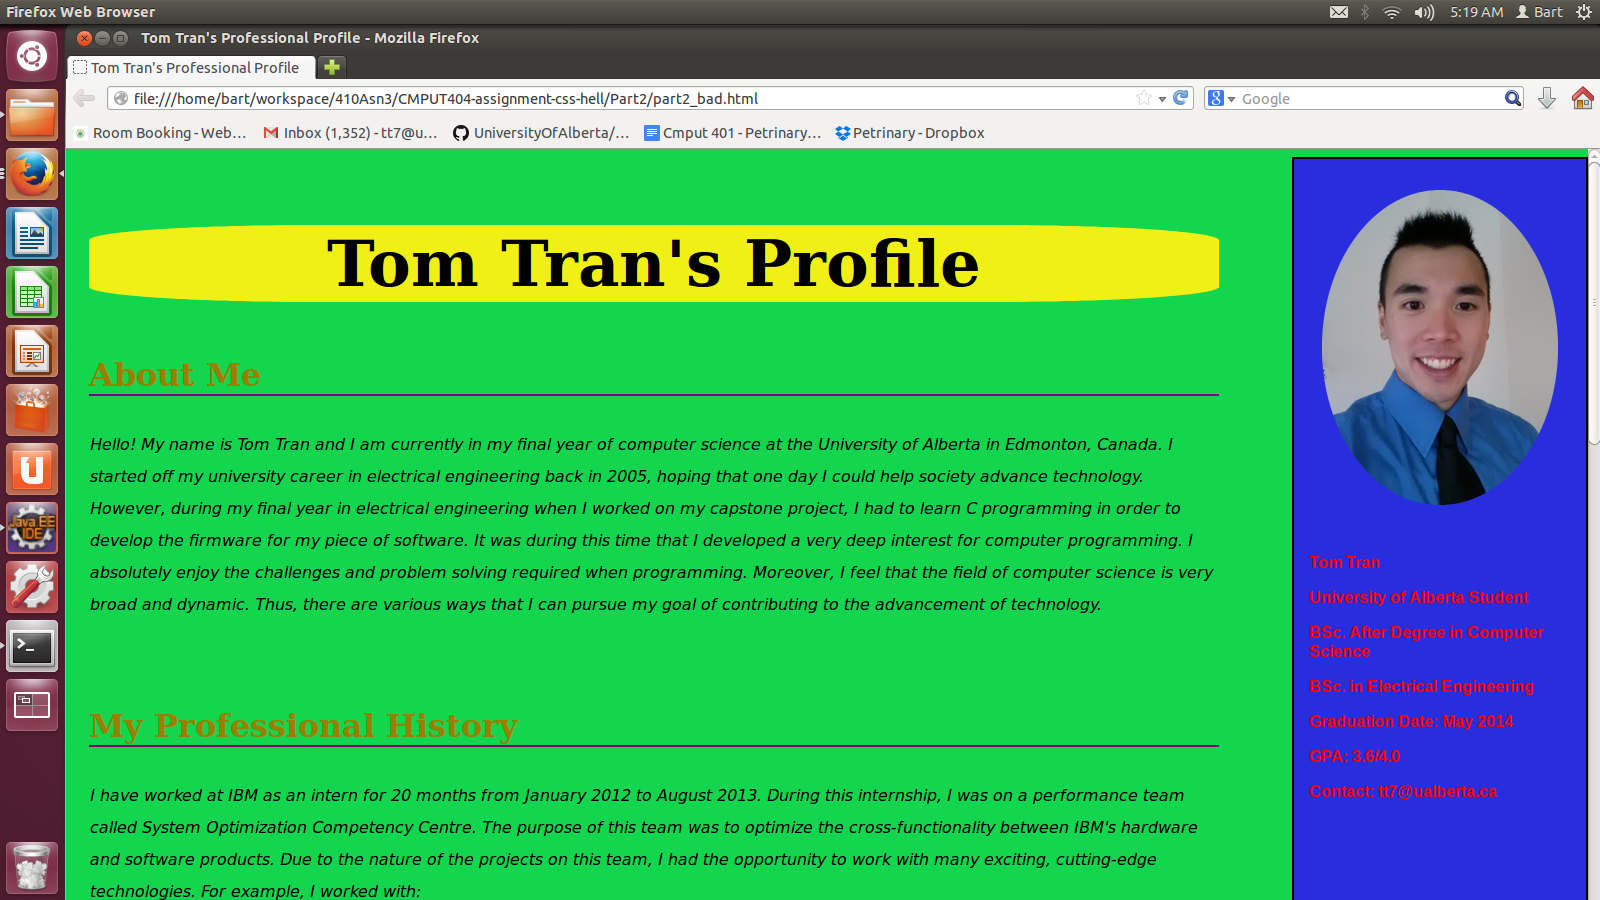 Firefox Web Browser
5:19 AM Bart
Tom Tran's Professional Profile - Mozilla Firefox
Tom Tran's Professional Profile
file:///home/bart/workspace/410Asn3/CMPUT404-assignment-css-hell/Part2/part2_bad.html
Google
Room Booking - Web...
Inbox (1,352) - tt7@u...
UniversityOfAlberta/...
Cmput 401 - Petrinary...
Petrinary - Dropbox
Tom Tran's Profile
About Me
Hello! My name is Tom Tran and I am currently in my final year of computer science at the University of Alberta in Edmonton, Canada. I
started off my university career in electrical engineering back in 2005, hoping that one day I could help society advance technology.
However, during my final year in electrical engineering when I worked on my capstone project, I had to learn C programming in order to
develop the firmware for my piece of software. It was during this time that I developed a very deep interest for computer programming. I
absolutely enjoy the challenges and problem solving required when programming. Moreover, I feel that the field of computer science is very
broad and dynamic. Thus, there are various ways that I can pursue my goal of contributing to the advancement of technology.
My Professional History
I have worked at IBM as an intern for 20 months from January 2012 to August 2013. During this internship, I was on a performance team
called System Optimization Competency Centre. The purpose of this team was to optimize the cross-functionality between IBM's hardware
and software products. Due to the nature of the projects on this team, I had the opportunity to work with many exciting, cutting-edge
technologies. For example, I worked with:
Tom Tran
University of Alberta Student
BSc. After Degree in Computer
Science
BSc. in Electrical Engineering
Graduation Date: May 2014
GPA: 3.6/4.0
Contact: tt7@ualberta.ca
Java EE
IDE